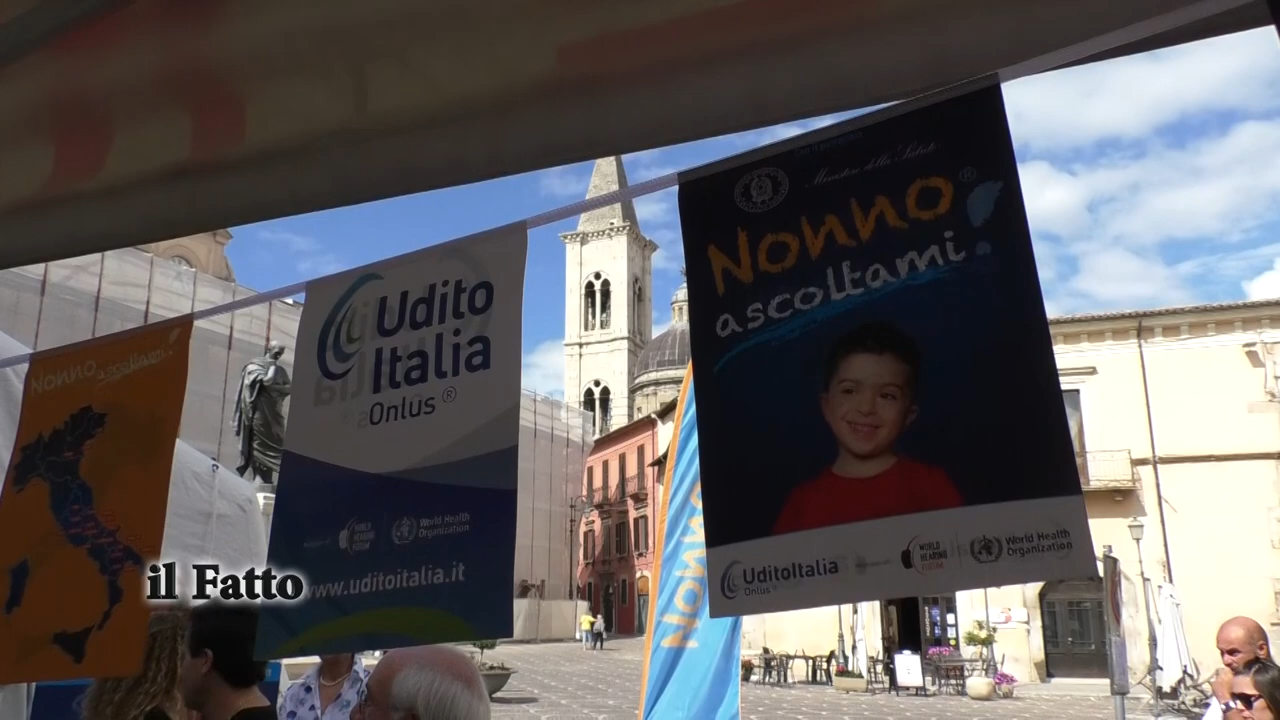 Nonno
ascoltami!
Udito
Italia
Onlus ®
World Health
Organization
www.uditoitalia.it
Ministero della Salute
Nonno ®
ascoltami!
UditoItalia
Onlus
WORLD
HEARING
FORUM
World Health
Organization
NONNO
il Fatto